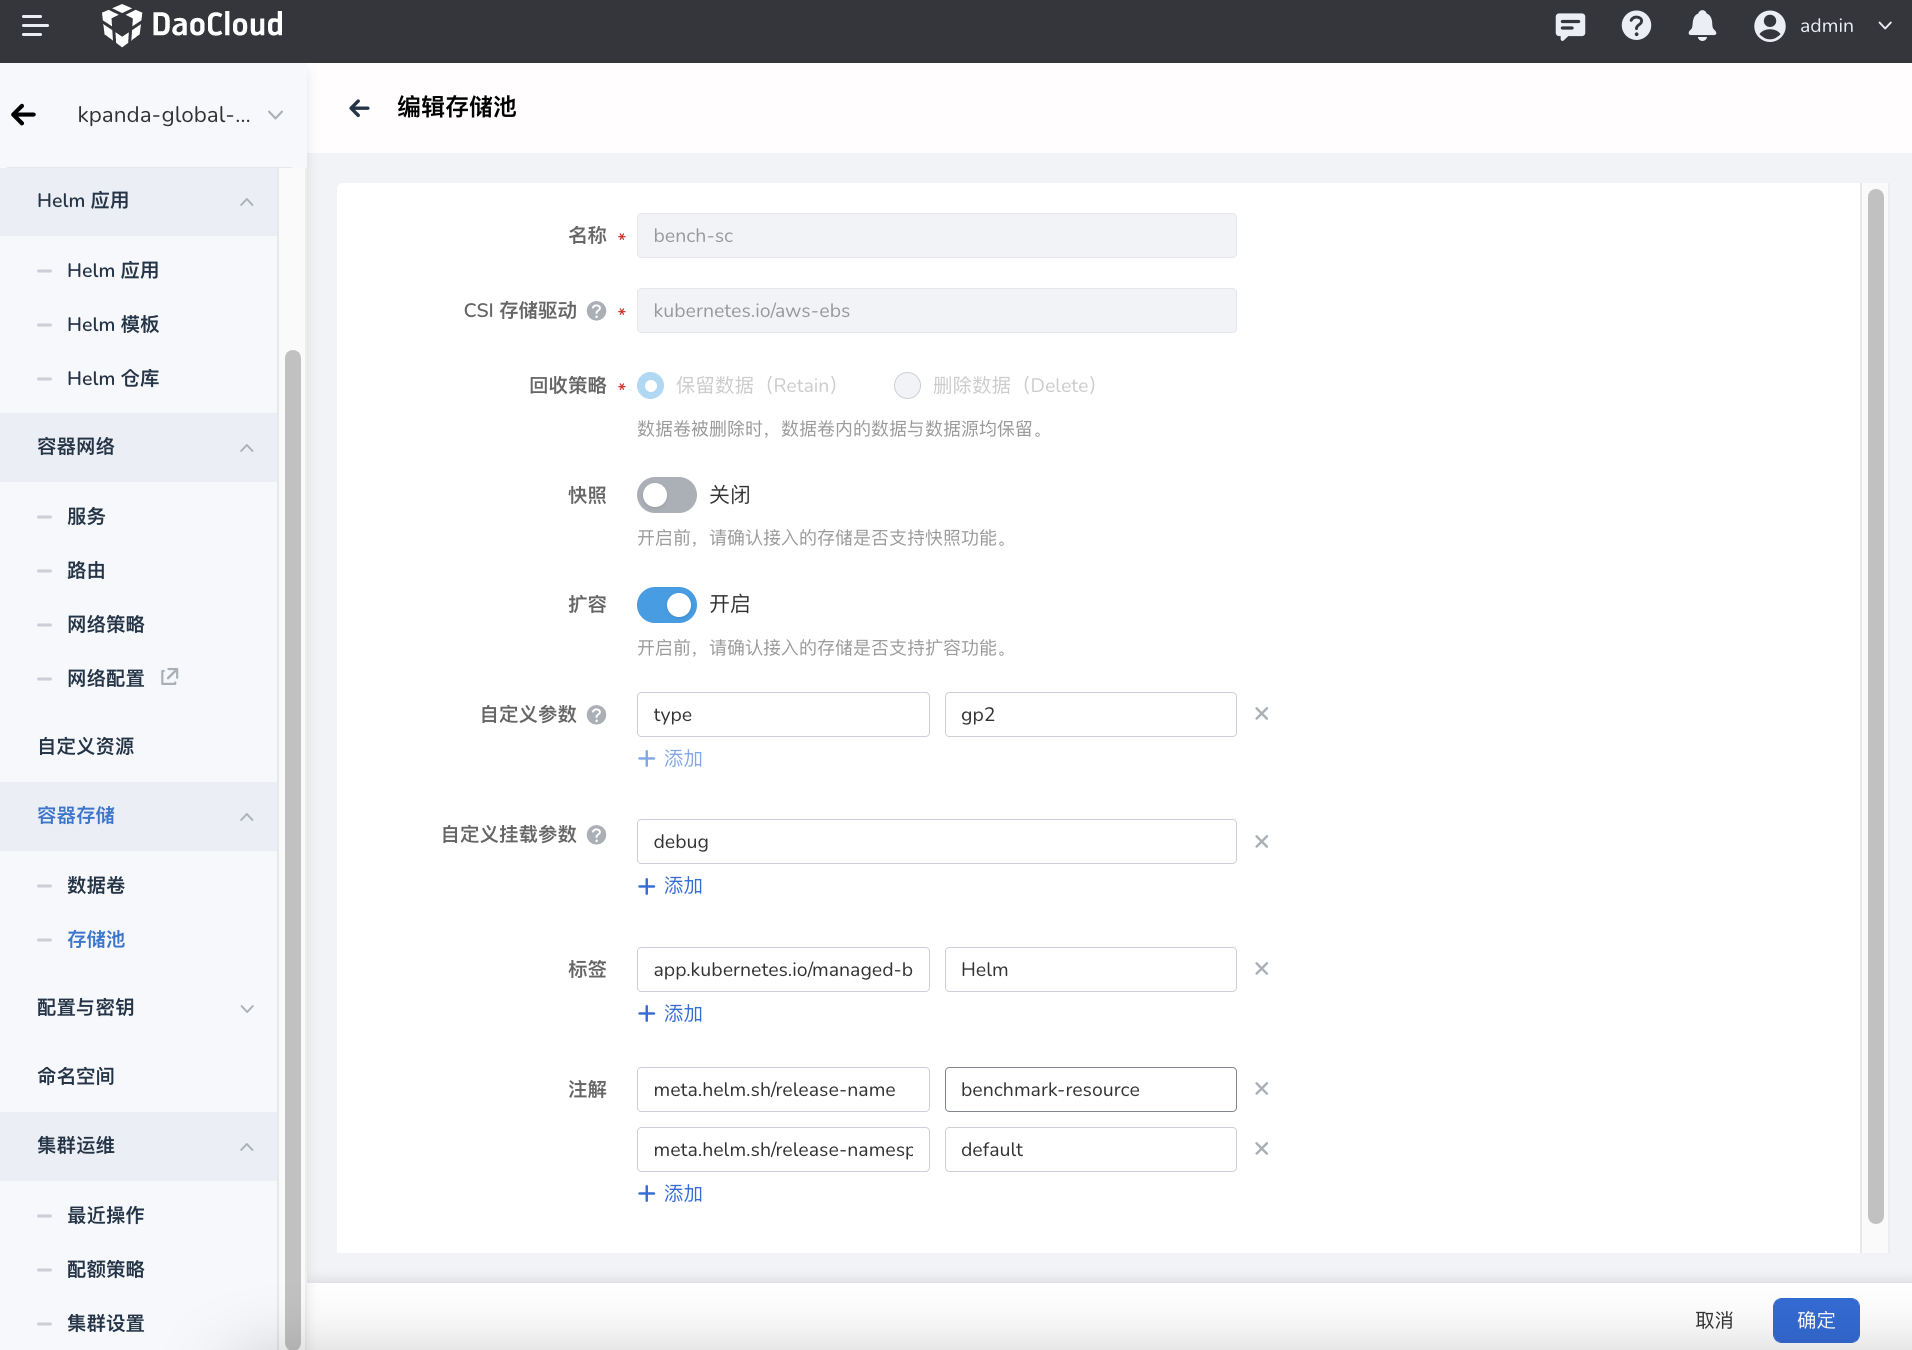 DaoCloud
admin
kpanda-global-...
Helm 应用
Helm 应用
Helm 模板
Helm 仓库
容器网络
服务
路由
网络策略
网络配置
自定义资源
容器存储
数据卷
存储池
配置与密钥
命名空间
集群运维
最近操作
配额策略
集群设置
编辑存储池
名称 * bench-sc
CSI 存储驱动 * kubernetes.io/aws-ebs
回收策略 * 保留数据（Retain） 删除数据（Delete）
数据卷被删除时，数据卷内的数据与数据源均保留。
快照 关闭
开启前，请确认接入的存储是否支持快照功能。
扩容 开启
开启前，请确认接入的存储是否支持扩容功能。
自定义参数 type gp2
+ 添加
自定义挂载参数 debug
+ 添加
标签 app.kubernetes.io/managed-b Helm
+ 添加
注解 meta.helm.sh/release-name benchmark-resource
meta.helm.sh/release-namesp default
+ 添加
取消 确定